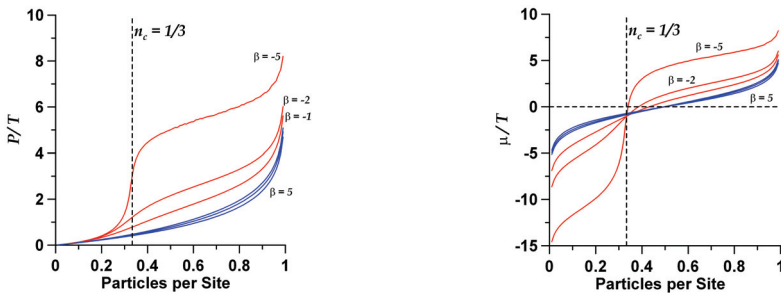 n_c = 1/3
10
8
6
4
2
0
P/T
β = -5
β = -2
β = -1
β = 5
0
0.2
0.4
0.6
0.8
1
Particles per Site
n_c = 1/3
10
5
0
-5
-10
-15
μ/T
β = -5
β = -2
β = 5
0
0.2
0.4
0.6
0.8
1
Particles per Site